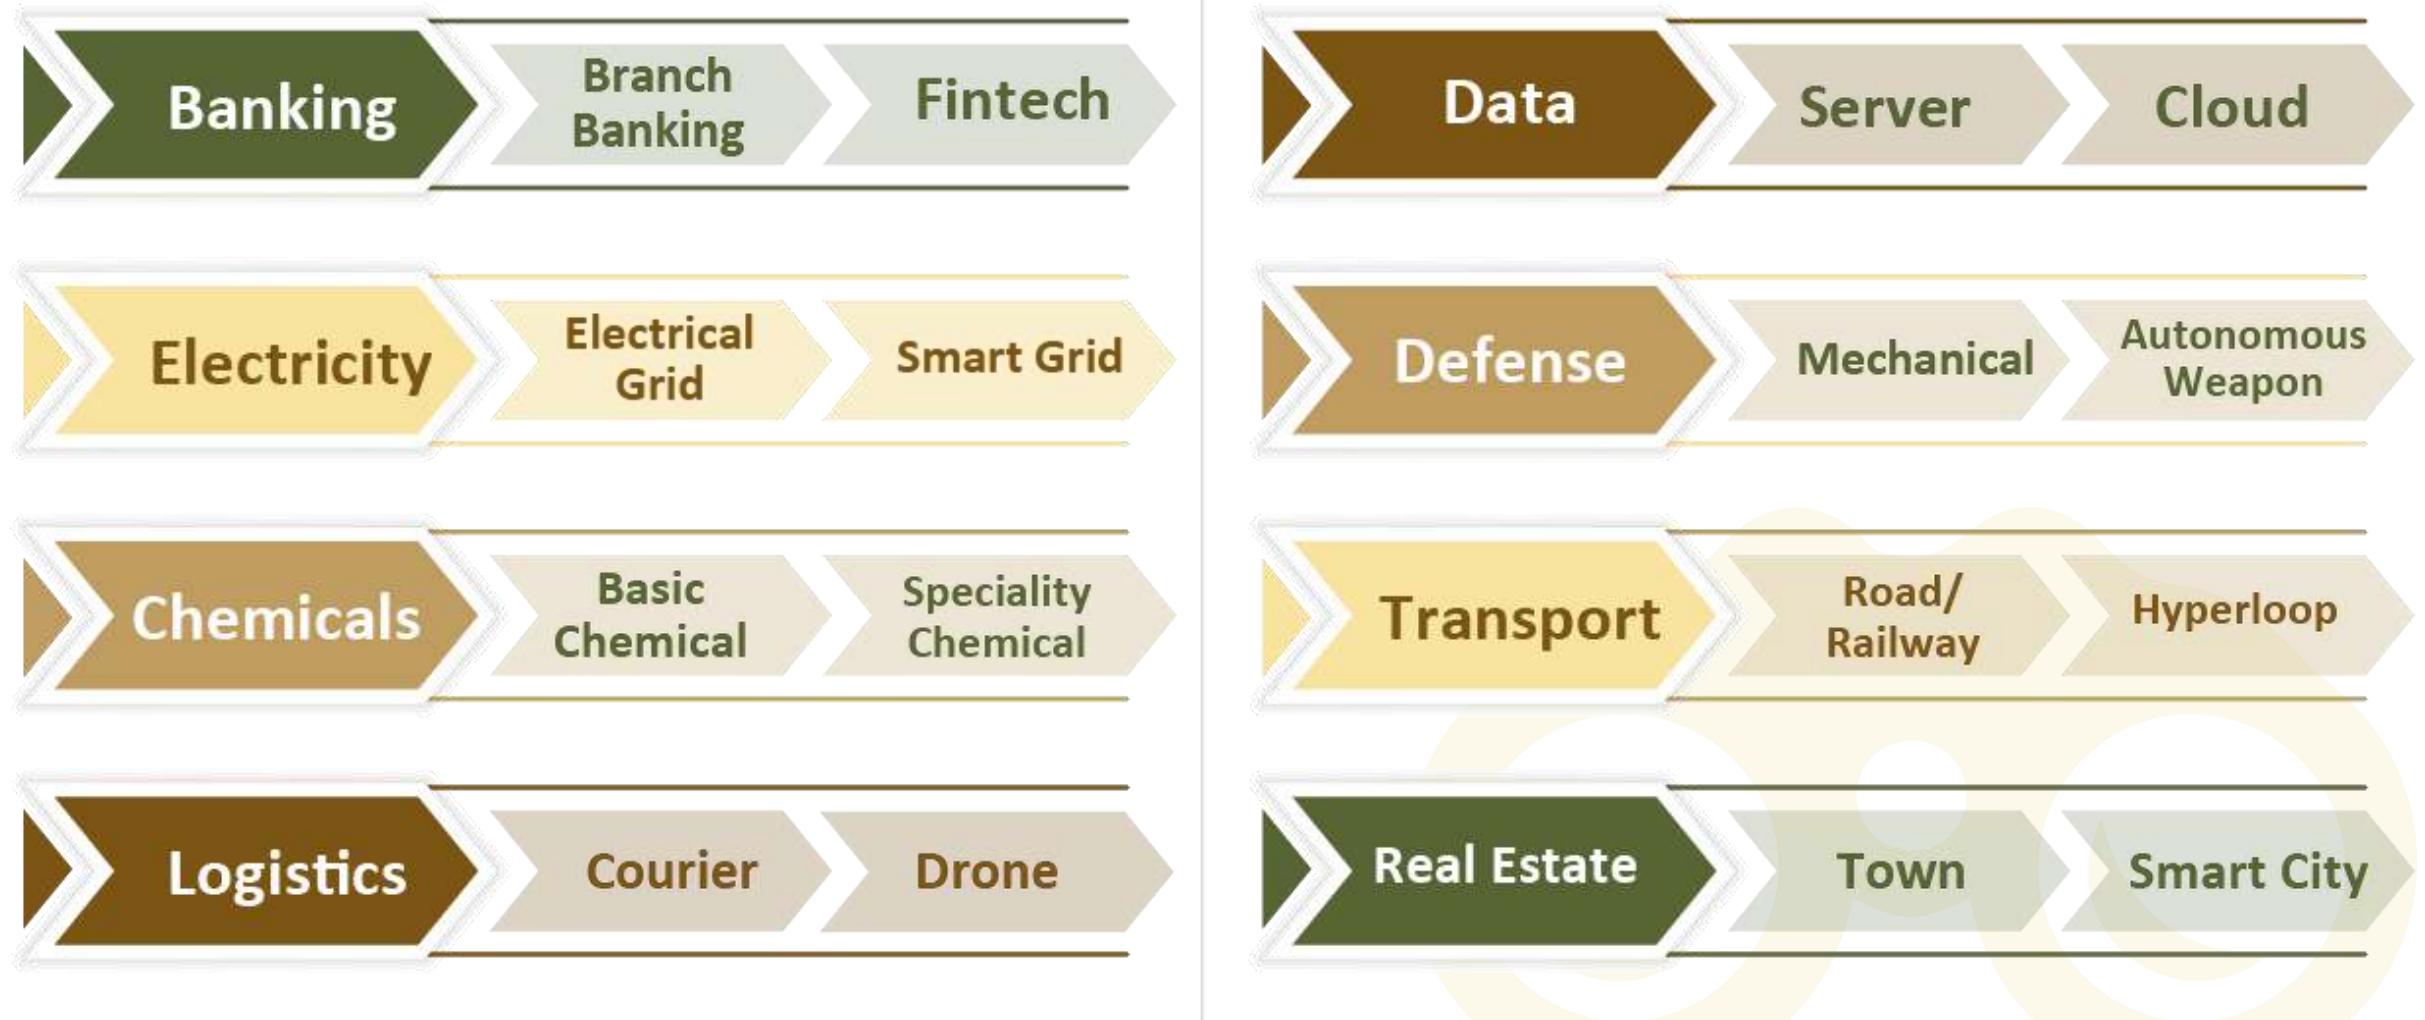 Banking
Branch
Banking
Fintech
Electricity
Electrical
Grid
Smart Grid
Chemicals
Basic
Chemical
Speciality
Chemical
Logistics
Courier
Drone
Data
Server
Cloud
Defense
Mechanical
Autonomous
Weapon
Transport
Road/
Railway
Hyperloop
Real Estate
Town
Smart City